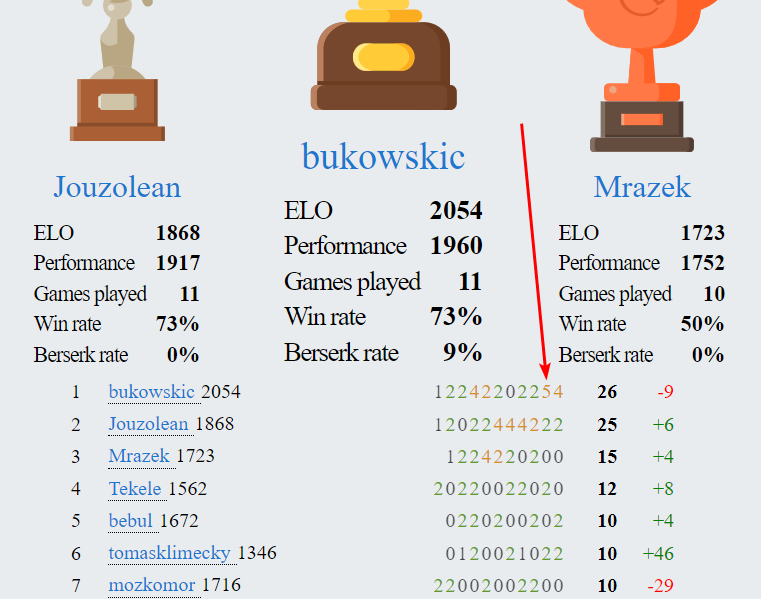 bukowskic
Jouzolean
Mrazek
ELO 1868
Performance 1917
Games played 11
Win rate 73%
Berserk rate 0%
ELO 2054
Performance 1960
Games played 11
Win rate 73%
Berserk rate 9%
ELO 1723
Performance 1752
Games played 10
Win rate 50%
Berserk rate 0%
1 bukowskic 2054 12242202254 26 -9
2 Jouzolean 1868 12022444222 25 +6
3 Mrazek 1723 1224220200 15 +4
4 Tekele 1562 20220022020 12 +8
5 bebul 1672 0220200202 10 +4
6 tomasklimecky 1346 0120021022 10 +46
7 mozkomor 1716 22002002200 10 -29